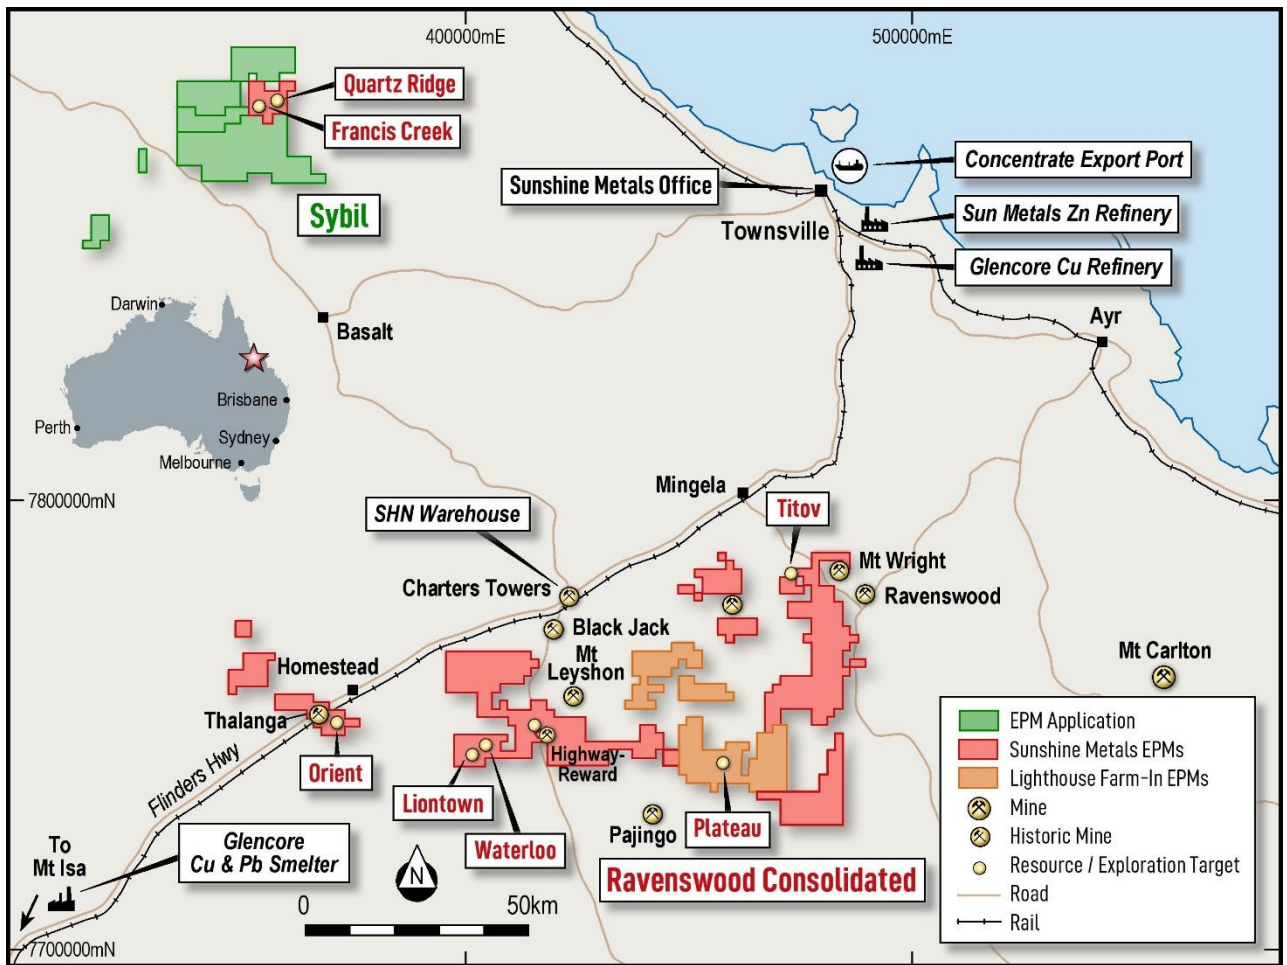 400000mE
500000mE
Quartz Ridge
Francis Creek
Sybil
Sunshine Metals Office
Concentrate Export Port
Sun Metals Zn Refinery
Glencore Cu Refinery
Townsville
Ayr
Basalt
Darwin
Brisbane
Perth
Sydney
Melbourne
7800000mN
Mingela
SHN Warehouse
Titov
Charters Towers
Mt Wright
Ravenswood
Black Jack
Mt
Leyshon
Homestead
Mt Carlton
Thalanga
Highway-
Reward
Orient
Flinders Hwy
Liontown
Waterloo
Pajingo
Plateau
Ravenswood Consolidated
To
Mt Isa
Glencore
Cu & Pb Smelter
N
0
50km
7700000mN
EPM Application
Sunshine Metals EPMs
Lighthouse Farm-In EPMs
Mine
Historic Mine
Resource / Exploration Target
Road
Rail